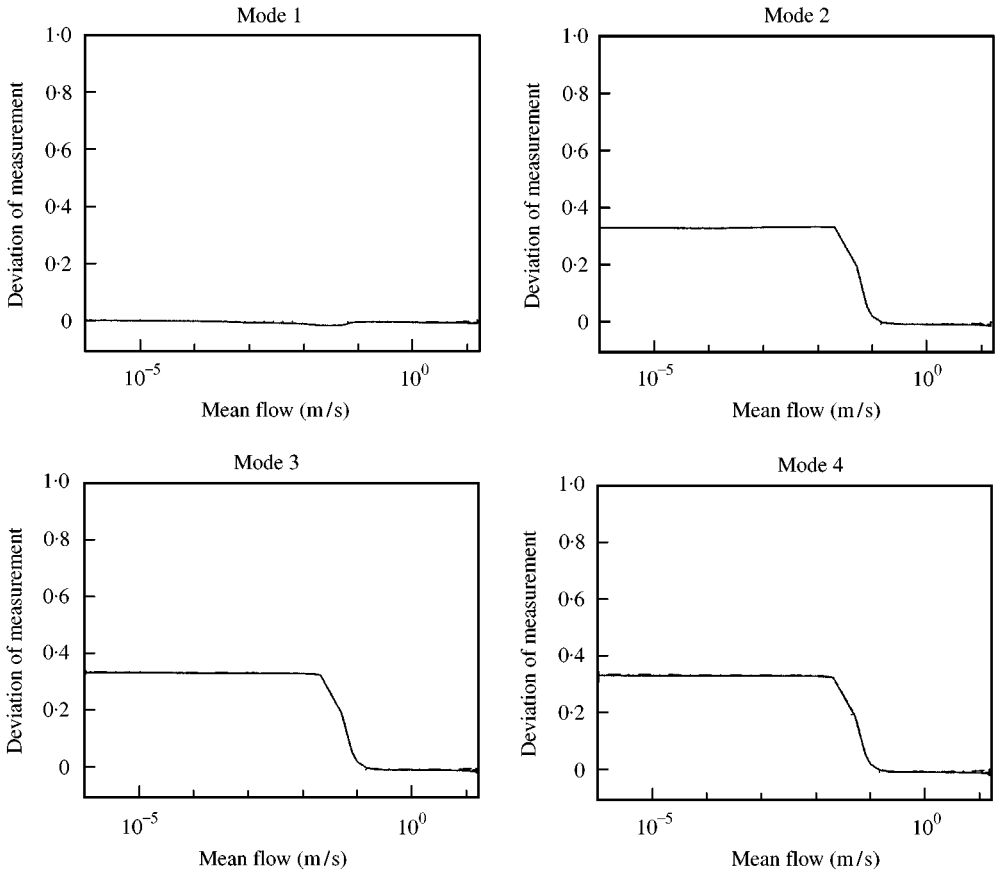 Mode 1
1·0
0·8
0·6
0·4
0·2
0
Deviation of measurement
10⁻⁵
10⁰
Mean flow (m/s)
Mode 2
1·0
0·8
0·6
0·4
0·2
0
Deviation of measurement
10⁻⁵
10⁰
Mean flow (m/s)
Mode 3
1·0
0·8
0·6
0·4
0·2
0
Deviation of measurement
10⁻⁵
10⁰
Mean flow (m/s)
Mode 4
1·0
0·8
0·6
0·4
0·2
0
Deviation of measurement
10⁻⁵
10⁰
Mean flow (m/s)